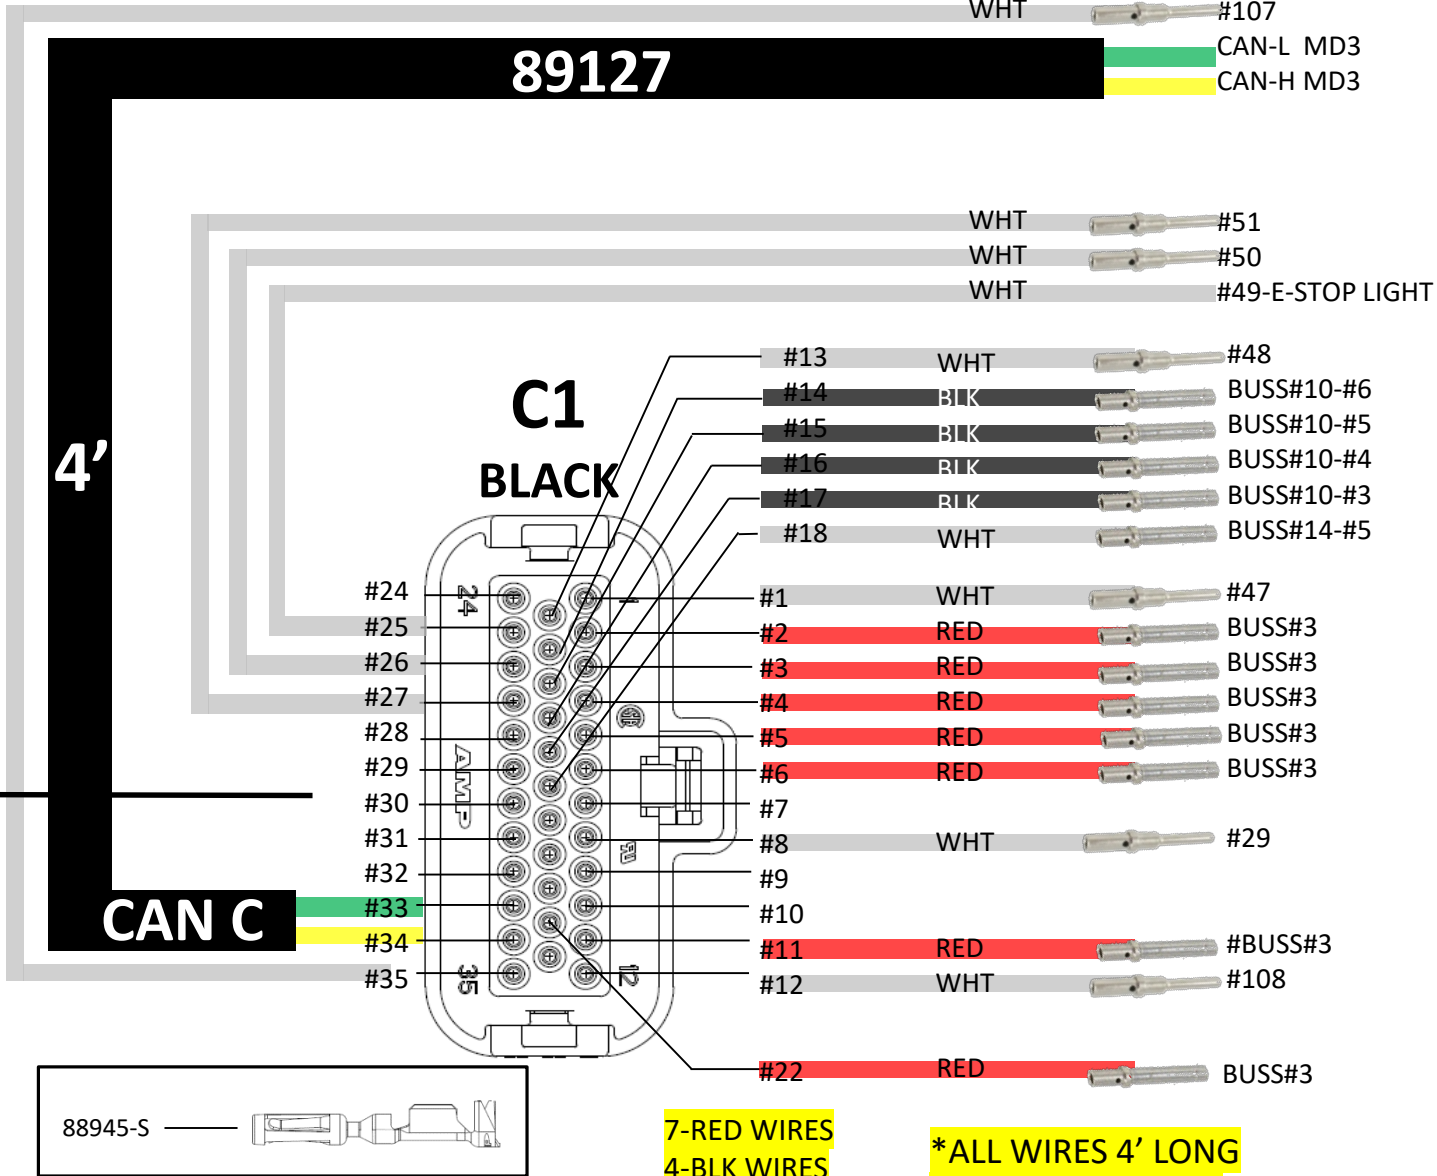 WHT #107
89127
CAN-L MD3
CAN-H MD3
WHT #51
WHT #50
WHT #49-E-STOP LIGHT
4’
C1
BLACK
#13 WHT #48
#14 BLK BUSS#10-#6
#15 BLK BUSS#10-#5
#16 BLK BUSS#10-#4
#17 BLK BUSS#10-#3
#18 WHT BUSS#14-#5
#24
#25
#26
#27
#28
#29
#30
#31
#32
#33
#34
#35
CAN C
24
35
AMP
1
12
#1 WHT #47
#2 RED BUSS#3
#3 RED BUSS#3
#4 RED BUSS#3
#5 RED BUSS#3
#6 RED BUSS#3
#7
#8 WHT #29
#9
#10
#11 RED #BUSS#3
#12 WHT #108
#22 RED BUSS#3
88945-S
7-RED WIRES
4-BLK WIRES
*ALL WIRES 4’ LONG